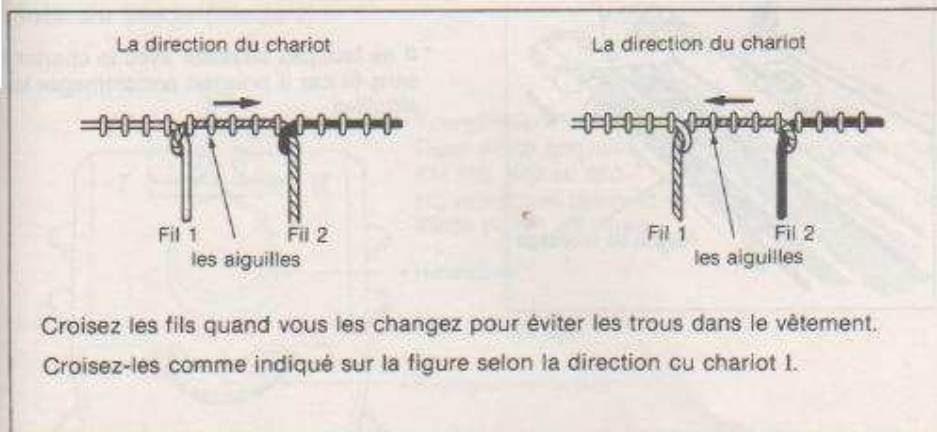 La direction du chariot
La direction du chariot
Fil 1
Fil 2
les aiguilles
Fil 1
Fil 2
les aiguilles
Croisez les fils quand vous les changez pour éviter les trous dans le vêtement.
Croisez-les comme indiqué sur la figure selon la direction cu chariot I.